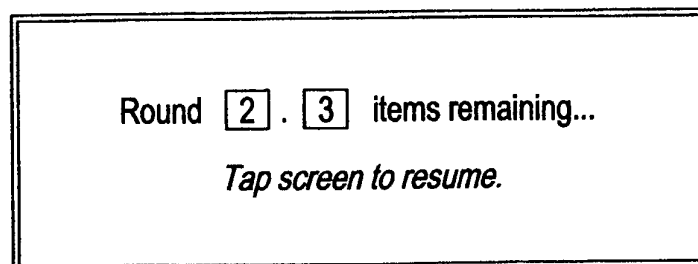 Round 2 . 3 items remaining...
Tap screen to resume.